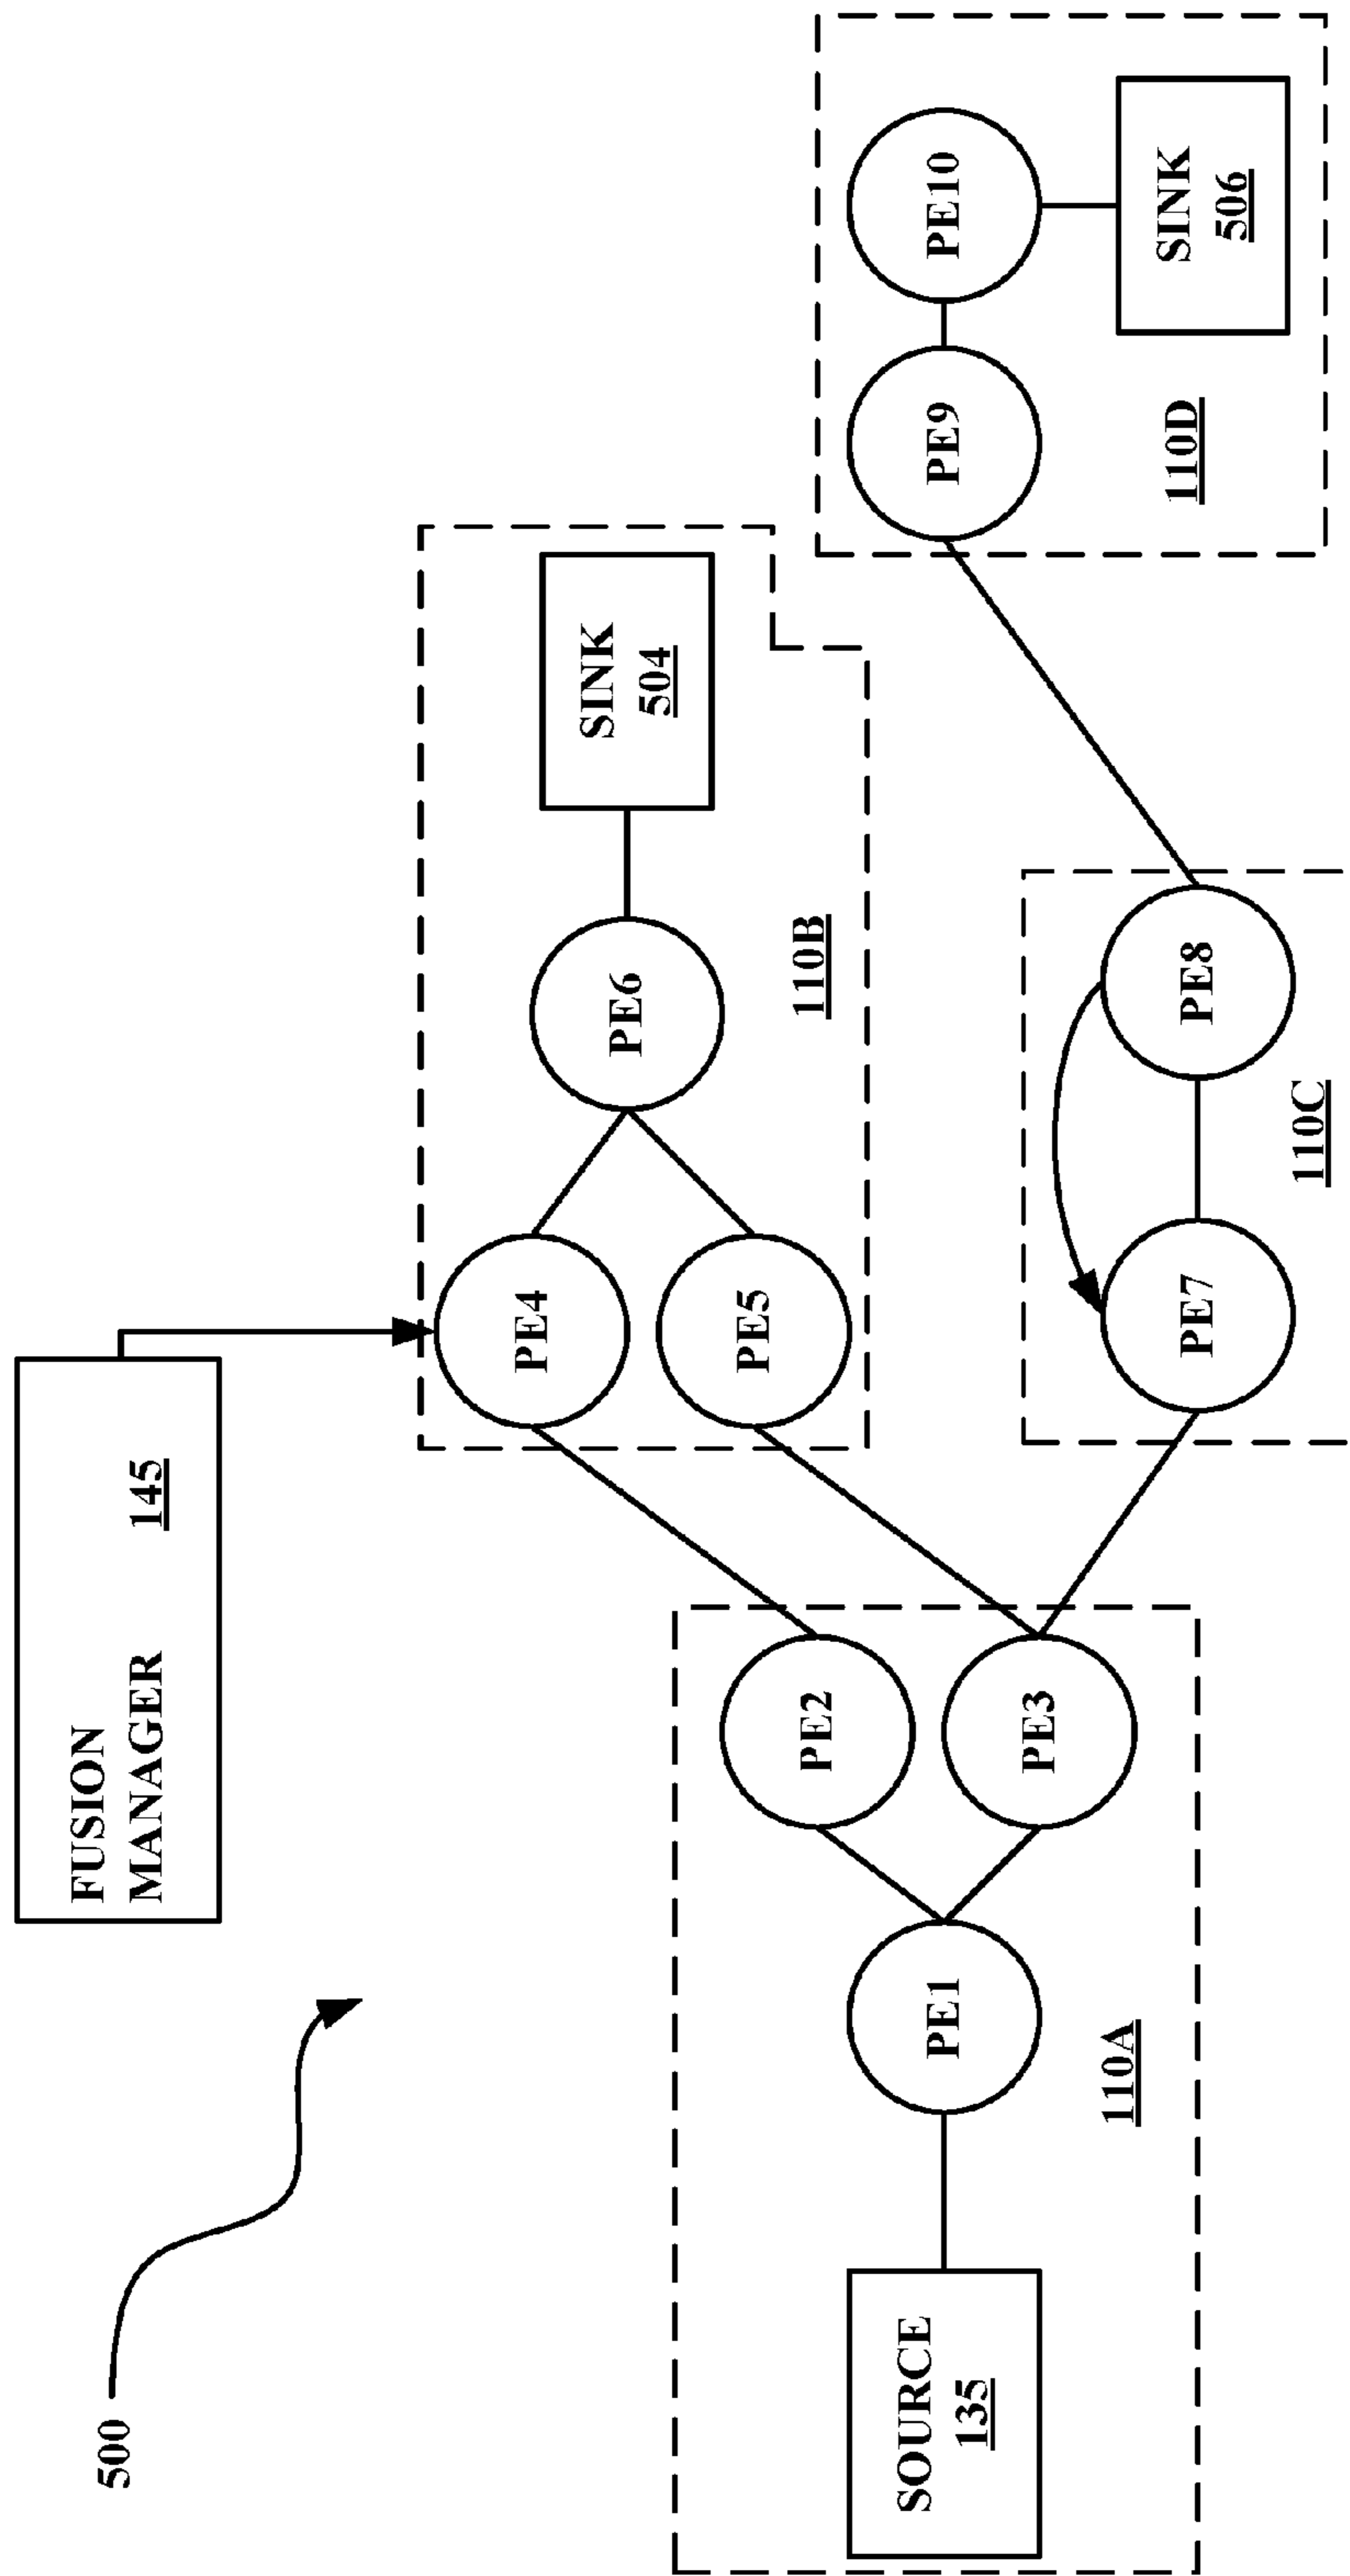 500
FUSION
MANAGER 145
SOURCE
135
PE1
PE2
PE3
110A
PE4
PE5
PE6
SINK
504
110B
PE7
PE8
110C
PE9
PE10
SINK
506
110D